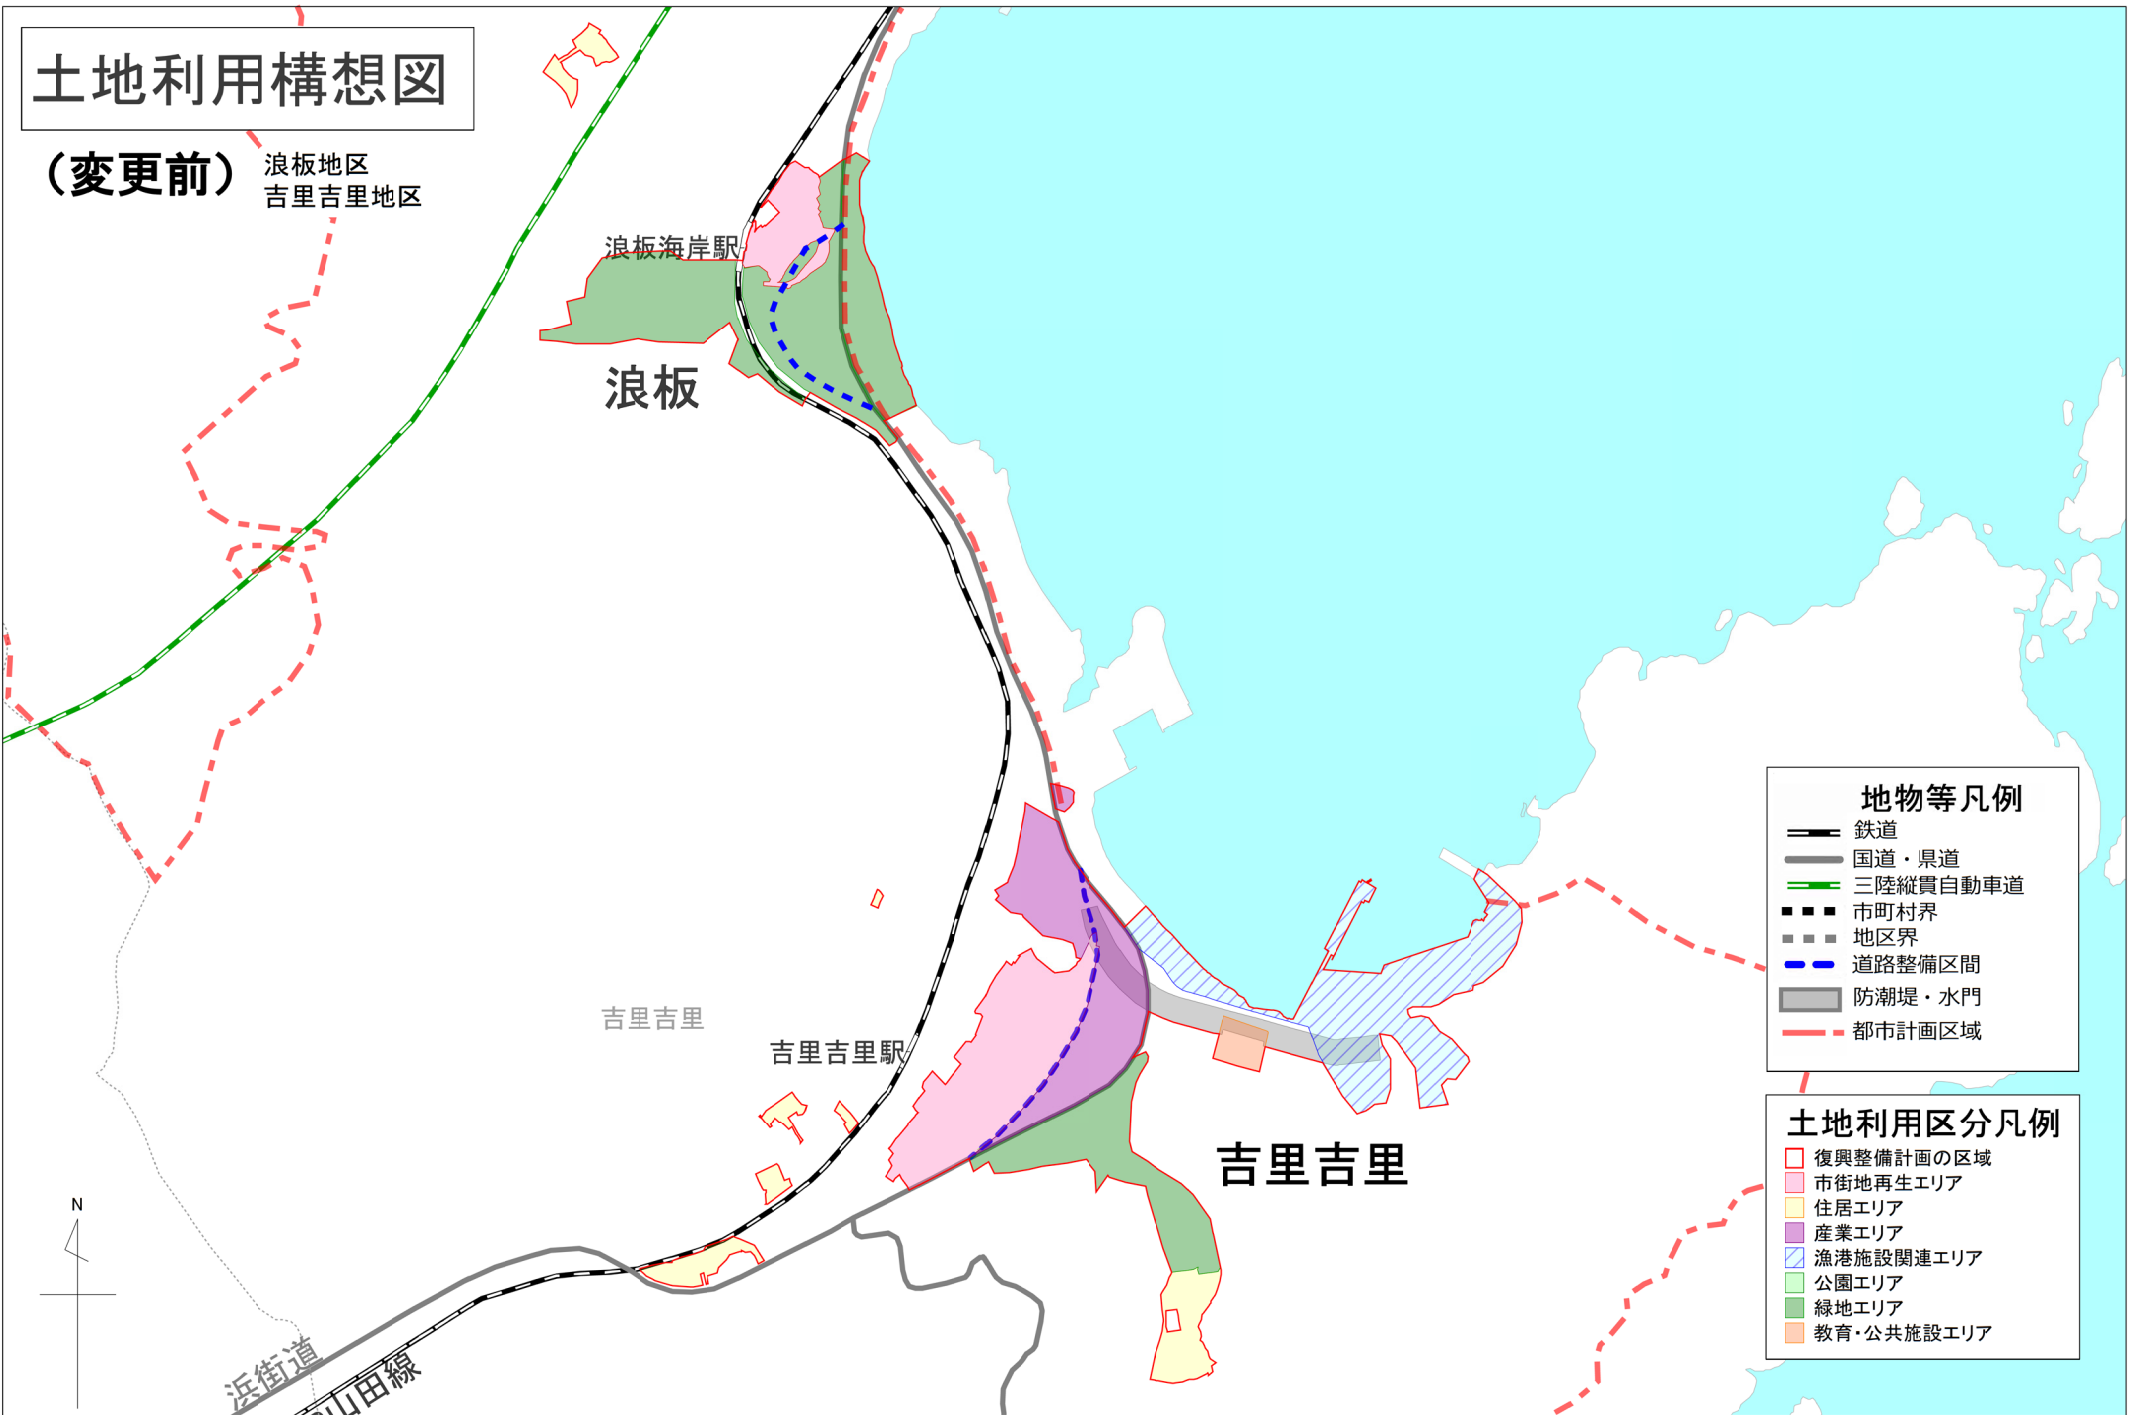 土地利用構想図
（変更前）
浪板地区
吉里吉里地区
浪板海岸駅
浪板
吉里吉里
吉里吉里駅
吉里吉里
N
浜街道
山田線
地物等凡例
鉄道
国道・県道
三陸縦貫自動車道
市町村界
地区界
道路整備区間
防潮堤・水門
都市計画区域
土地利用区分凡例
復興整備計画の区域
市街地再生エリア
住居エリア
産業エリア
漁港施設関連エリア
公園エリア
緑地エリア
教育・公共施設エリア